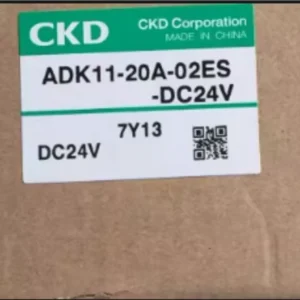 CKD
CKD Corporation
MADE IN CHINA
ADK11-20A-02ES
-DC24V
7Y13
DC24V